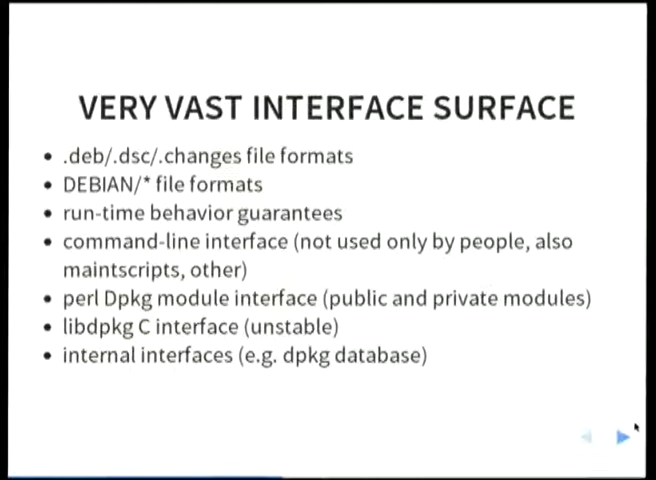 VERY VAST INTERFACE SURFACE
• .deb/.dsc/.changes file formats
• DEBIAN/* file formats
• run-time behavior guarantees
• command-line interface (not used only by people, also
maintscripts, other)
• perl Dpkg module interface (public and private modules)
• libdpkg C interface (unstable)
• internal interfaces (e.g. dpkg database)